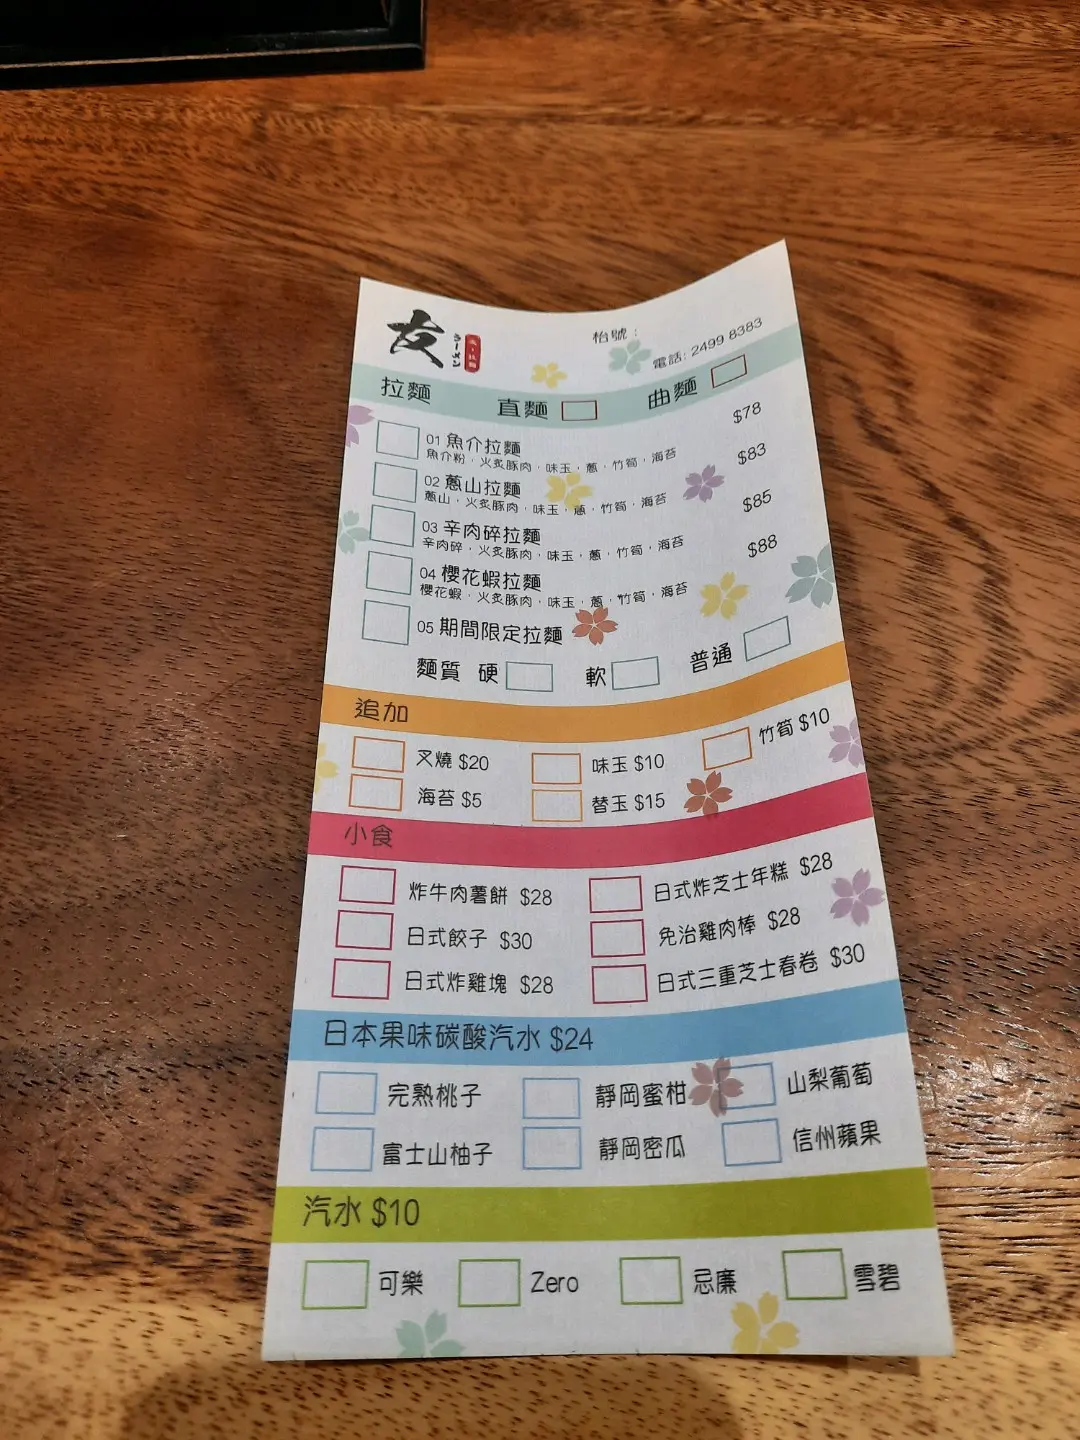 友
ラーメン
枱號：
電話: 2499 8383
拉麵 直麵 曲麵
01 魚介拉麵 $78
魚介粉．火炙豚肉．味玉．蔥．竹筍．海苔
02 蔥山拉麵 $83
蔥山．火炙豚肉．味玉．蔥．竹筍．海苔
03 辛肉碎拉麵 $85
辛肉碎．火炙豚肉．味玉．蔥．竹筍．海苔
04 櫻花蝦拉麵 $88
櫻花蝦．火炙豚肉．味玉．蔥．竹筍．海苔
05 期間限定拉麵
麵質 硬 軟 普通
追加
叉燒 $20 味玉 $10 竹筍 $10
海苔 $5 替玉 $15
小食
炸牛肉薯餅 $28 日式炸芝士年糕 $28
日式餃子 $30 免治雞肉棒 $28
日式炸雞塊 $28 日式三重芝士春卷 $30
日本果味碳酸汽水 $24
完熟桃子 靜岡蜜柑 山梨葡萄
富士山柚子 靜岡密瓜 信州蘋果
汽水 $10
可樂 Zero 忌廉 雪碧